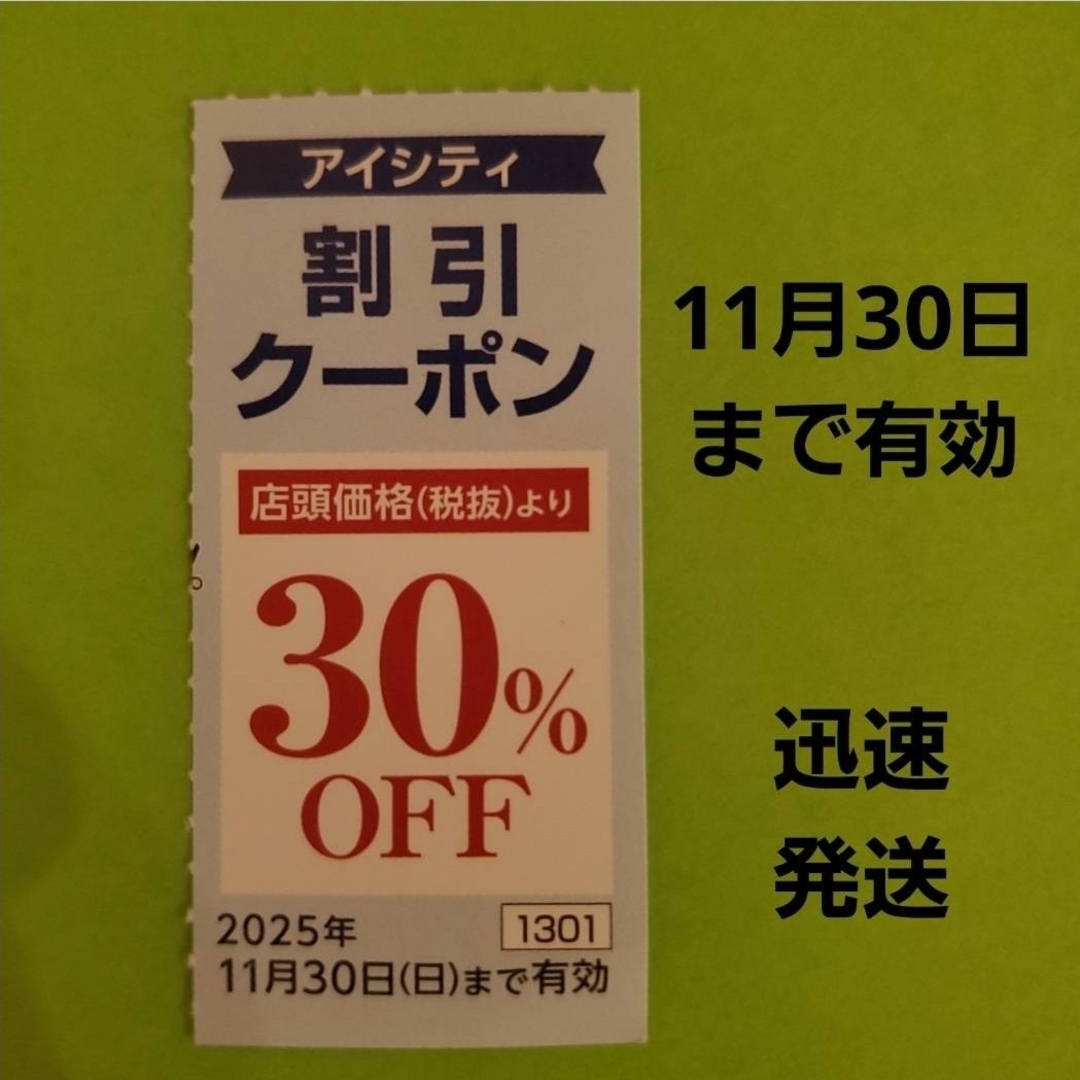 アイシティ
割引
クーポン
店頭価格(税抜)より
30%
OFF
2025年
1301
11月30日(日)まで有効
11月30日
まで有効
迅速
発送